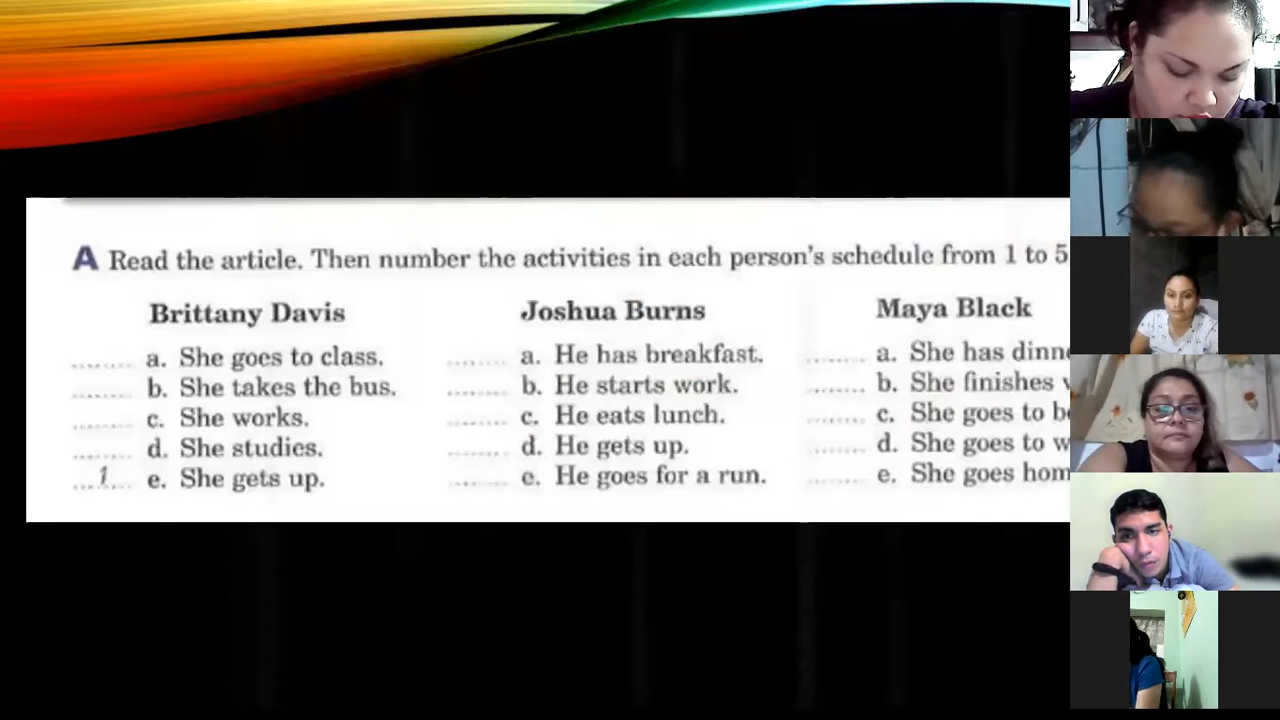 A Read the article. Then number the activities in each person's schedule from 1 to 5
Brittany Davis
........ a. She goes to class.
........ b. She takes the bus.
........ c. She works.
........ d. She studies.
....1.... e. She gets up.
Joshua Burns
........ a. He has breakfast.
........ b. He starts work.
........ c. He eats lunch.
........ d. He gets up.
........ e. He goes for a run.
Maya Black
........ a. She has dinn
........ b. She finishes
........ c. She goes to b
........ d. She goes to w
........ e. She goes hom